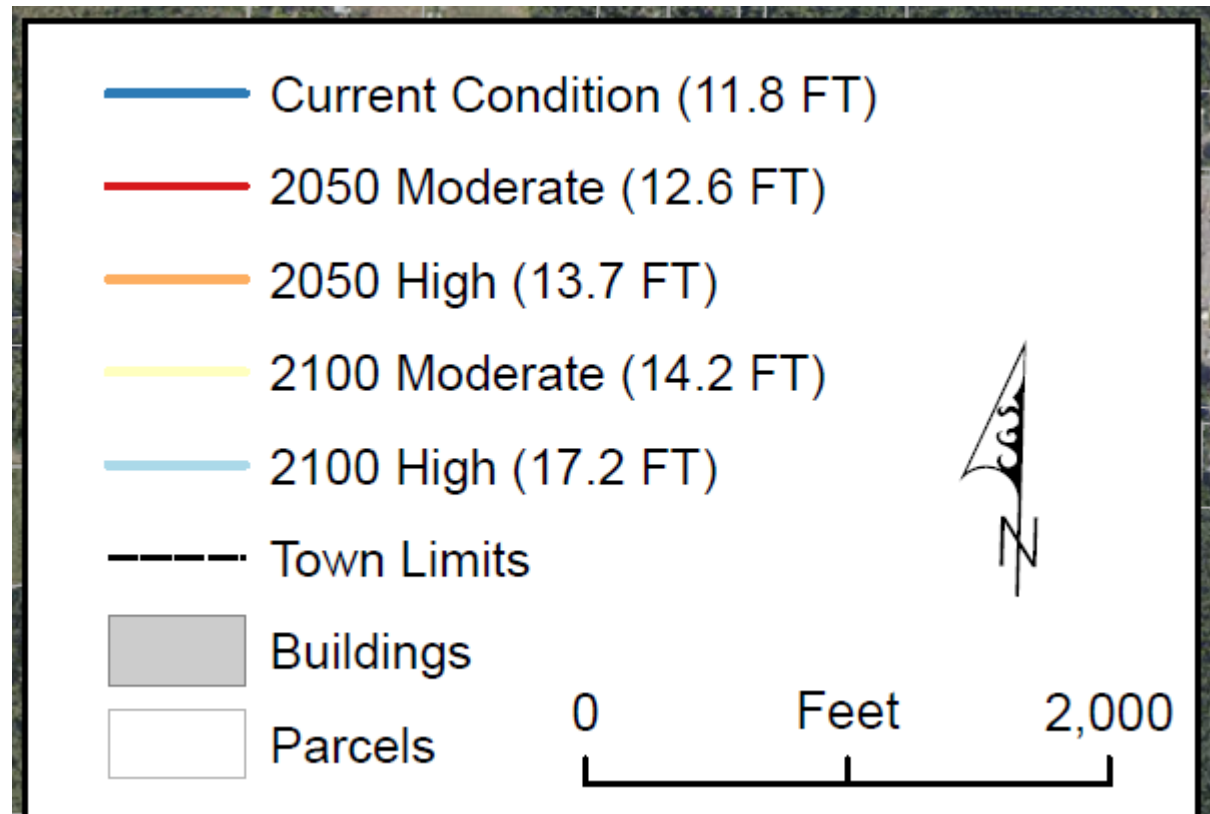 Current Condition (11.8 FT)
2050 Moderate (12.6 FT)
2050 High (13.7 FT)
2100 Moderate (14.2 FT)
2100 High (17.2 FT)
N
Town Limits
Buildings
Parcels
0 Feet 2,000